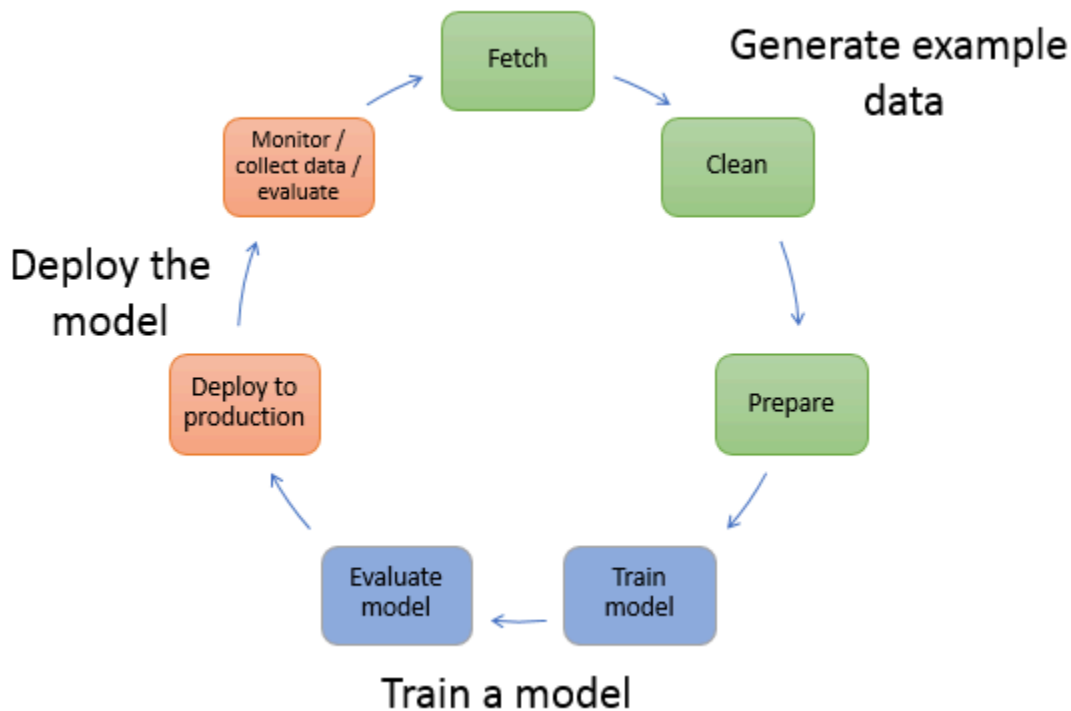 Fetch
Generate example
data
Clean
Prepare
Train
model
Train a model
Evaluate
model
Deploy to
production
Deploy the
model
Monitor /
collect data /
evaluate